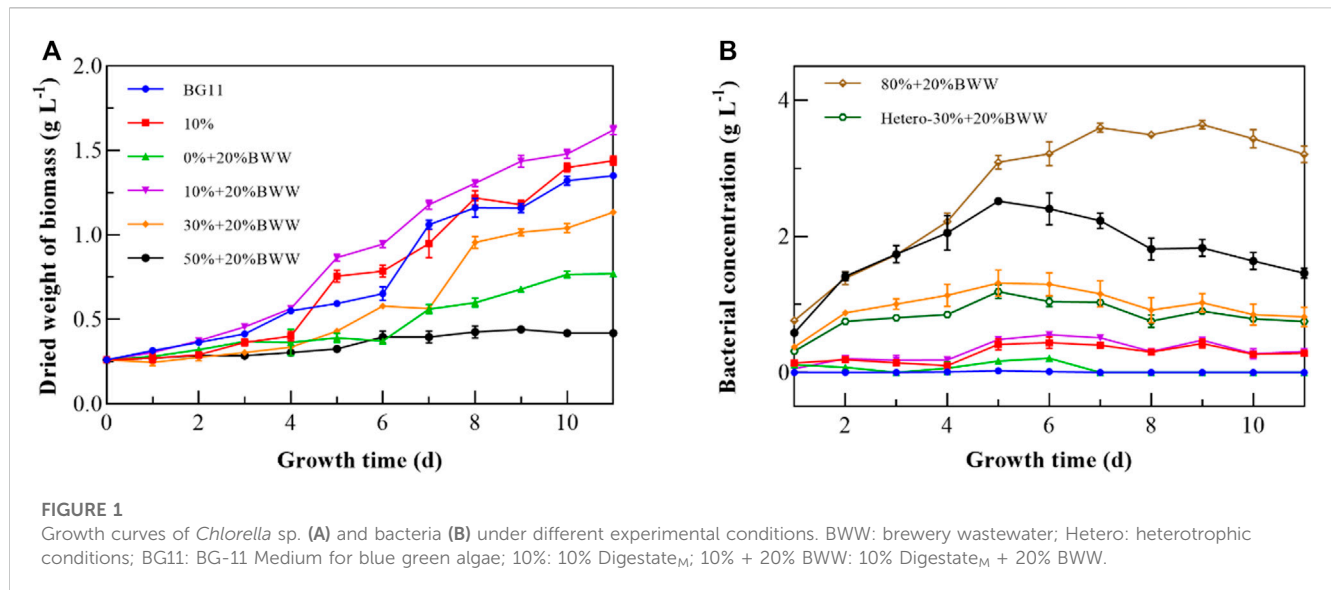 A
B
Dried weight of biomass (g L⁻¹)
2.0
1.5
1.0
0.5
0.0
BG11
10%
0%+20%BWW
10%+20%BWW
30%+20%BWW
50%+20%BWW
0 2 4 6 8 10
Growth time (d)
Bacterial concentration (g L⁻¹)
4
2
0
80%+20%BWW
Hetero-30%+20%BWW
2 4 6 8 10
Growth time (d)
FIGURE 1
Growth curves of Chlorella sp. (A) and bacteria (B) under different experimental conditions. BWW: brewery wastewater; Hetero: heterotrophic
conditions; BG11: BG-11 Medium for blue green algae; 10%: 10% Digestate_M; 10% + 20% BWW: 10% Digestate_M + 20% BWW.